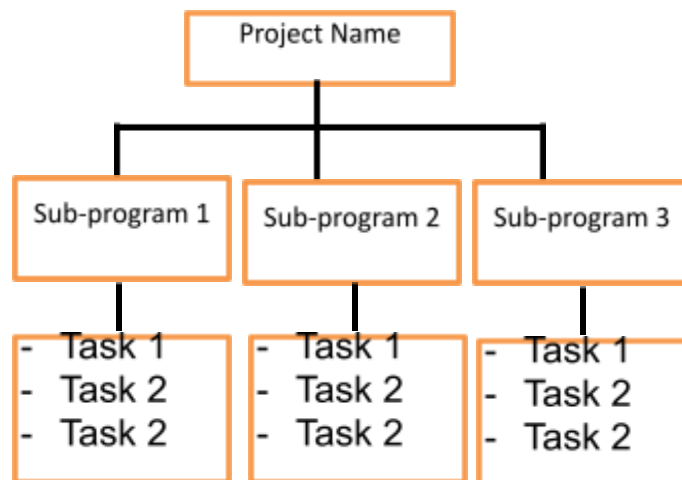 Project Name
Sub-program 1
Sub-program 2
Sub-program 3
- Task 1
- Task 2
- Task 2
- Task 1
- Task 2
- Task 2
- Task 1
- Task 2
- Task 2